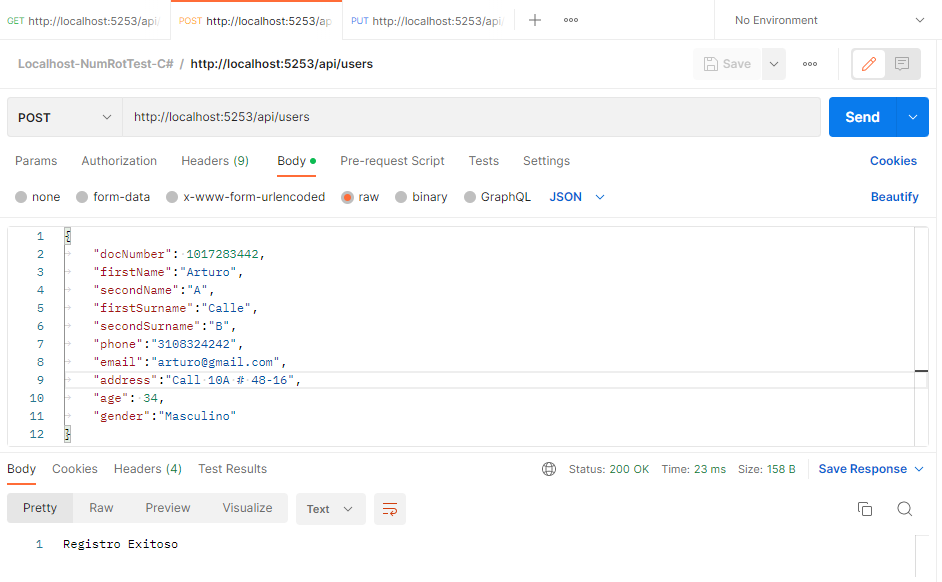 GET http://localhost:5253/api/ POST http://localhost:5253/ap PUT http://localhost:5253/api/ No Environment
Localhost-NumRotTest-C# / http://localhost:5253/api/users Save
POST http://localhost:5253/api/users Send
Params Authorization Headers (9) Body Pre-request Script Tests Settings Cookies
none form-data x-www-form-urlencoded raw binary GraphQL JSON Beautify
1 {
2 "docNumber": 1017283442,
3 "firstName":"Arturo",
4 "secondName":"A",
5 "firstSurname":"Calle",
6 "secondSurname":"B",
7 "phone":"3108324242",
8 "email":"arturo@gmail.com",
9 "address":"Call 10A # 48-16",
10 "age": 34,
11 "gender":"Masculino"
12 }
Body Cookies Headers (4) Test Results Status: 200 OK Time: 23 ms Size: 158 B Save Response
Pretty Raw Preview Visualize Text
1 Registro Exitoso